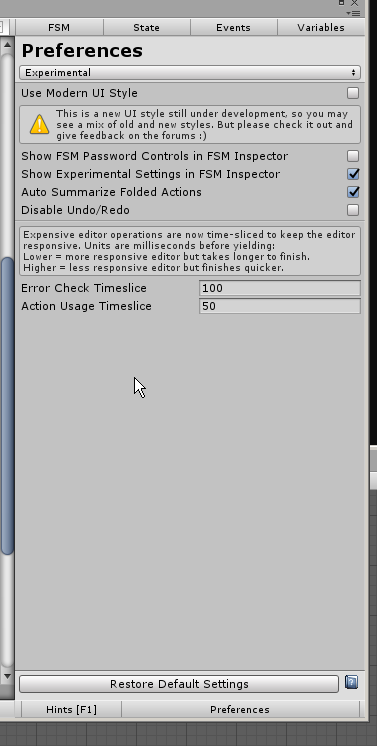 FSM State Events Variables
Preferences
Experimental
Use Modern UI Style
This is a new UI style still under development, so you may
see a mix of old and new styles. But please check it out and
give feedback on the forums :)
Show FSM Password Controls in FSM Inspector
Show Experimental Settings in FSM Inspector
Auto Summarize Folded Actions
Disable Undo/Redo
Expensive editor operations are now time-sliced to keep the editor
responsive. Units are milliseconds before yielding:
Lower = more responsive editor but takes longer to finish.
Higher = less responsive editor but finishes quicker.
Error Check Timeslice 100
Action Usage Timeslice 50
Restore Default Settings ?
Hints [F1] Preferences